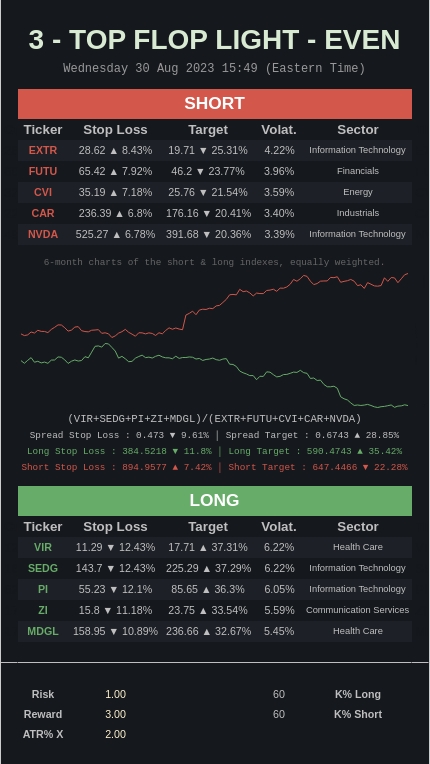 3 - TOP FLOP LIGHT - EVEN
Wednesday 30 Aug 2023 15:49 (Eastern Time)
SHORT
Ticker Stop Loss Target Volat. Sector
EXTR 28.62 ▲ 8.43% 19.71 ▼ 25.31% 4.22% Information Technology
FUTU 65.42 ▲ 7.92% 46.2 ▼ 23.77% 3.96% Financials
CVI 35.19 ▲ 7.18% 25.76 ▼ 21.54% 3.59% Energy
CAR 236.39 ▲ 6.8% 176.16 ▼ 20.41% 3.40% Industrials
NVDA 525.27 ▲ 6.78% 391.68 ▼ 20.36% 3.39% Information Technology
6-month charts of the short & long indexes, equally weighted.
(VIR+SEDG+PI+ZI+MDGL)/(EXTR+FUTU+CVI+CAR+NVDA)
Spread Stop Loss : 0.473 ▼ 9.61% | Spread Target : 0.6743 ▲ 28.85%
Long Stop Loss : 384.5218 ▼ 11.8% | Long Target : 590.4743 ▲ 35.42%
Short Stop Loss : 894.9577 ▲ 7.42% | Short Target : 647.4466 ▼ 22.28%
LONG
Ticker Stop Loss Target Volat. Sector
VIR 11.29 ▼ 12.43% 17.71 ▲ 37.31% 6.22% Health Care
SEDG 143.7 ▼ 12.43% 225.29 ▲ 37.29% 6.22% Information Technology
PI 55.23 ▼ 12.1% 85.65 ▲ 36.3% 6.05% Information Technology
ZI 15.8 ▼ 11.18% 23.75 ▲ 33.54% 5.59% Communication Services
MDGL 158.95 ▼ 10.89% 236.66 ▲ 32.67% 5.45% Health Care
Risk 1.00 60 K% Long
Reward 3.00 60 K% Short
ATR% X 2.00